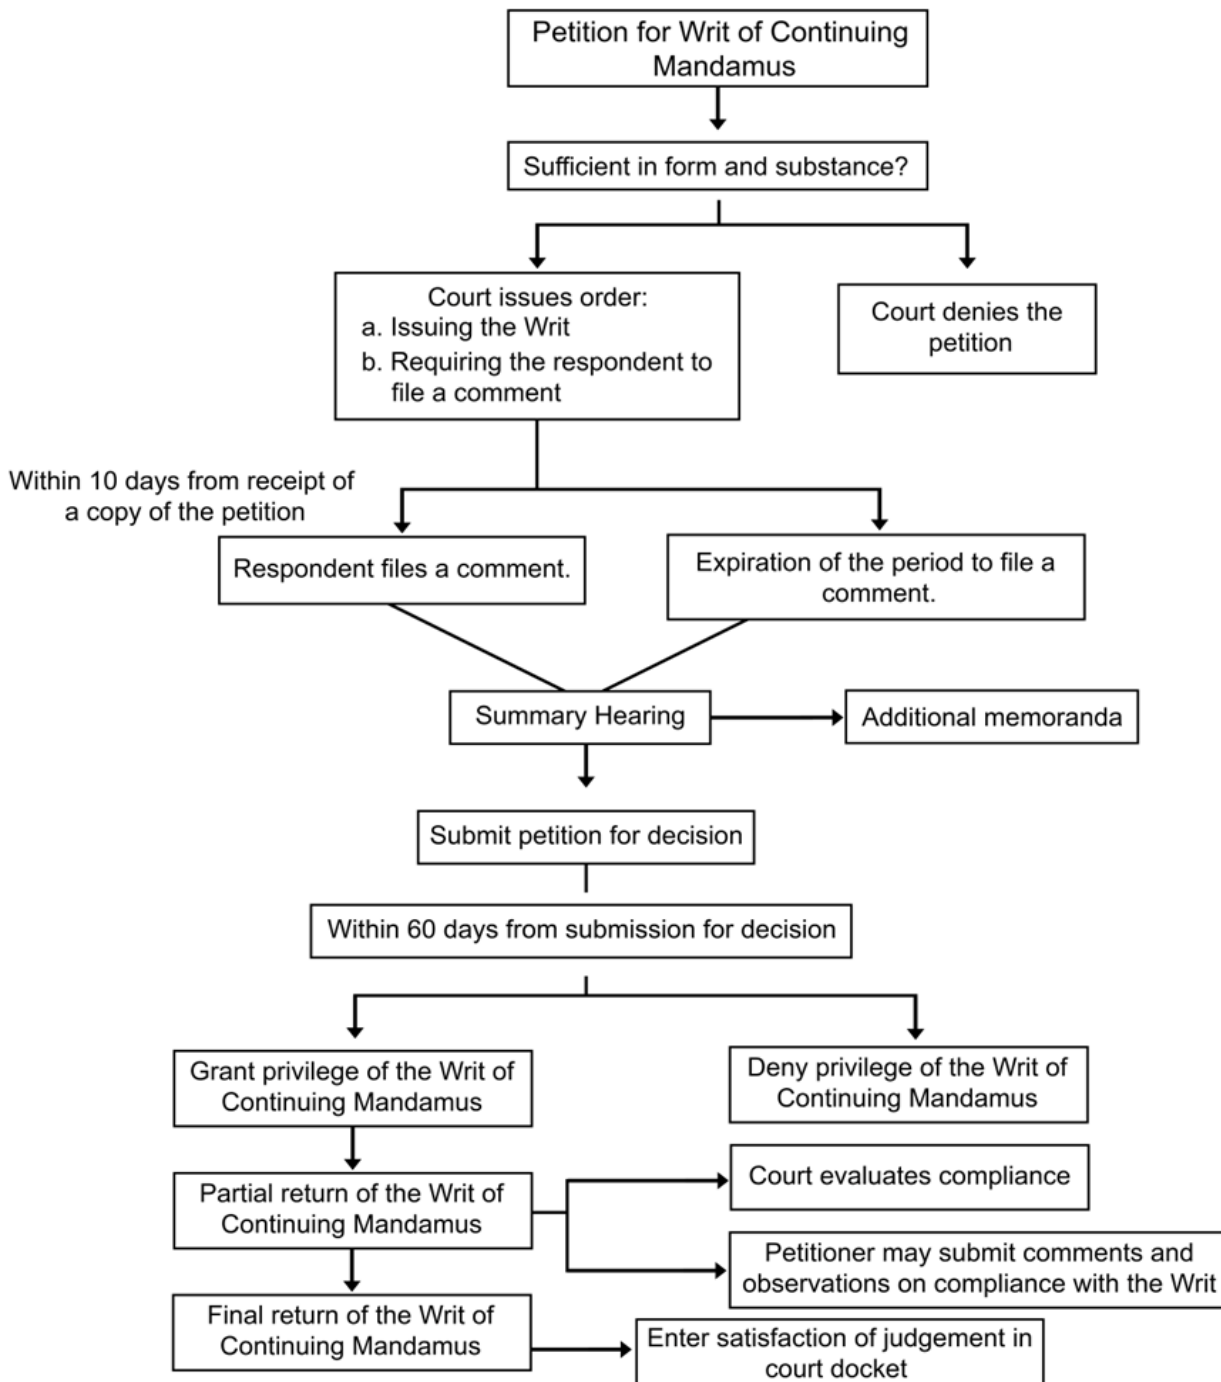 Petition for Writ of Continuing
Mandamus
Sufficient in form and substance?
Court issues order:
a. Issuing the Writ
b. Requiring the respondent to
file a comment
Court denies the
petition
Within 10 days from receipt of
a copy of the petition
Respondent files a comment.
Expiration of the period to file a
comment.
Summary Hearing
Additional memoranda
Submit petition for decision
Within 60 days from submission for decision
Grant privilege of the Writ of
Continuing Mandamus
Deny privilege of the Writ of
Continuing Mandamus
Partial return of the Writ of
Continuing Mandamus
Court evaluates compliance
Petitioner may submit comments and
observations on compliance with the Writ
Final return of the Writ of
Continuing Mandamus
Enter satisfaction of judgement in
court docket